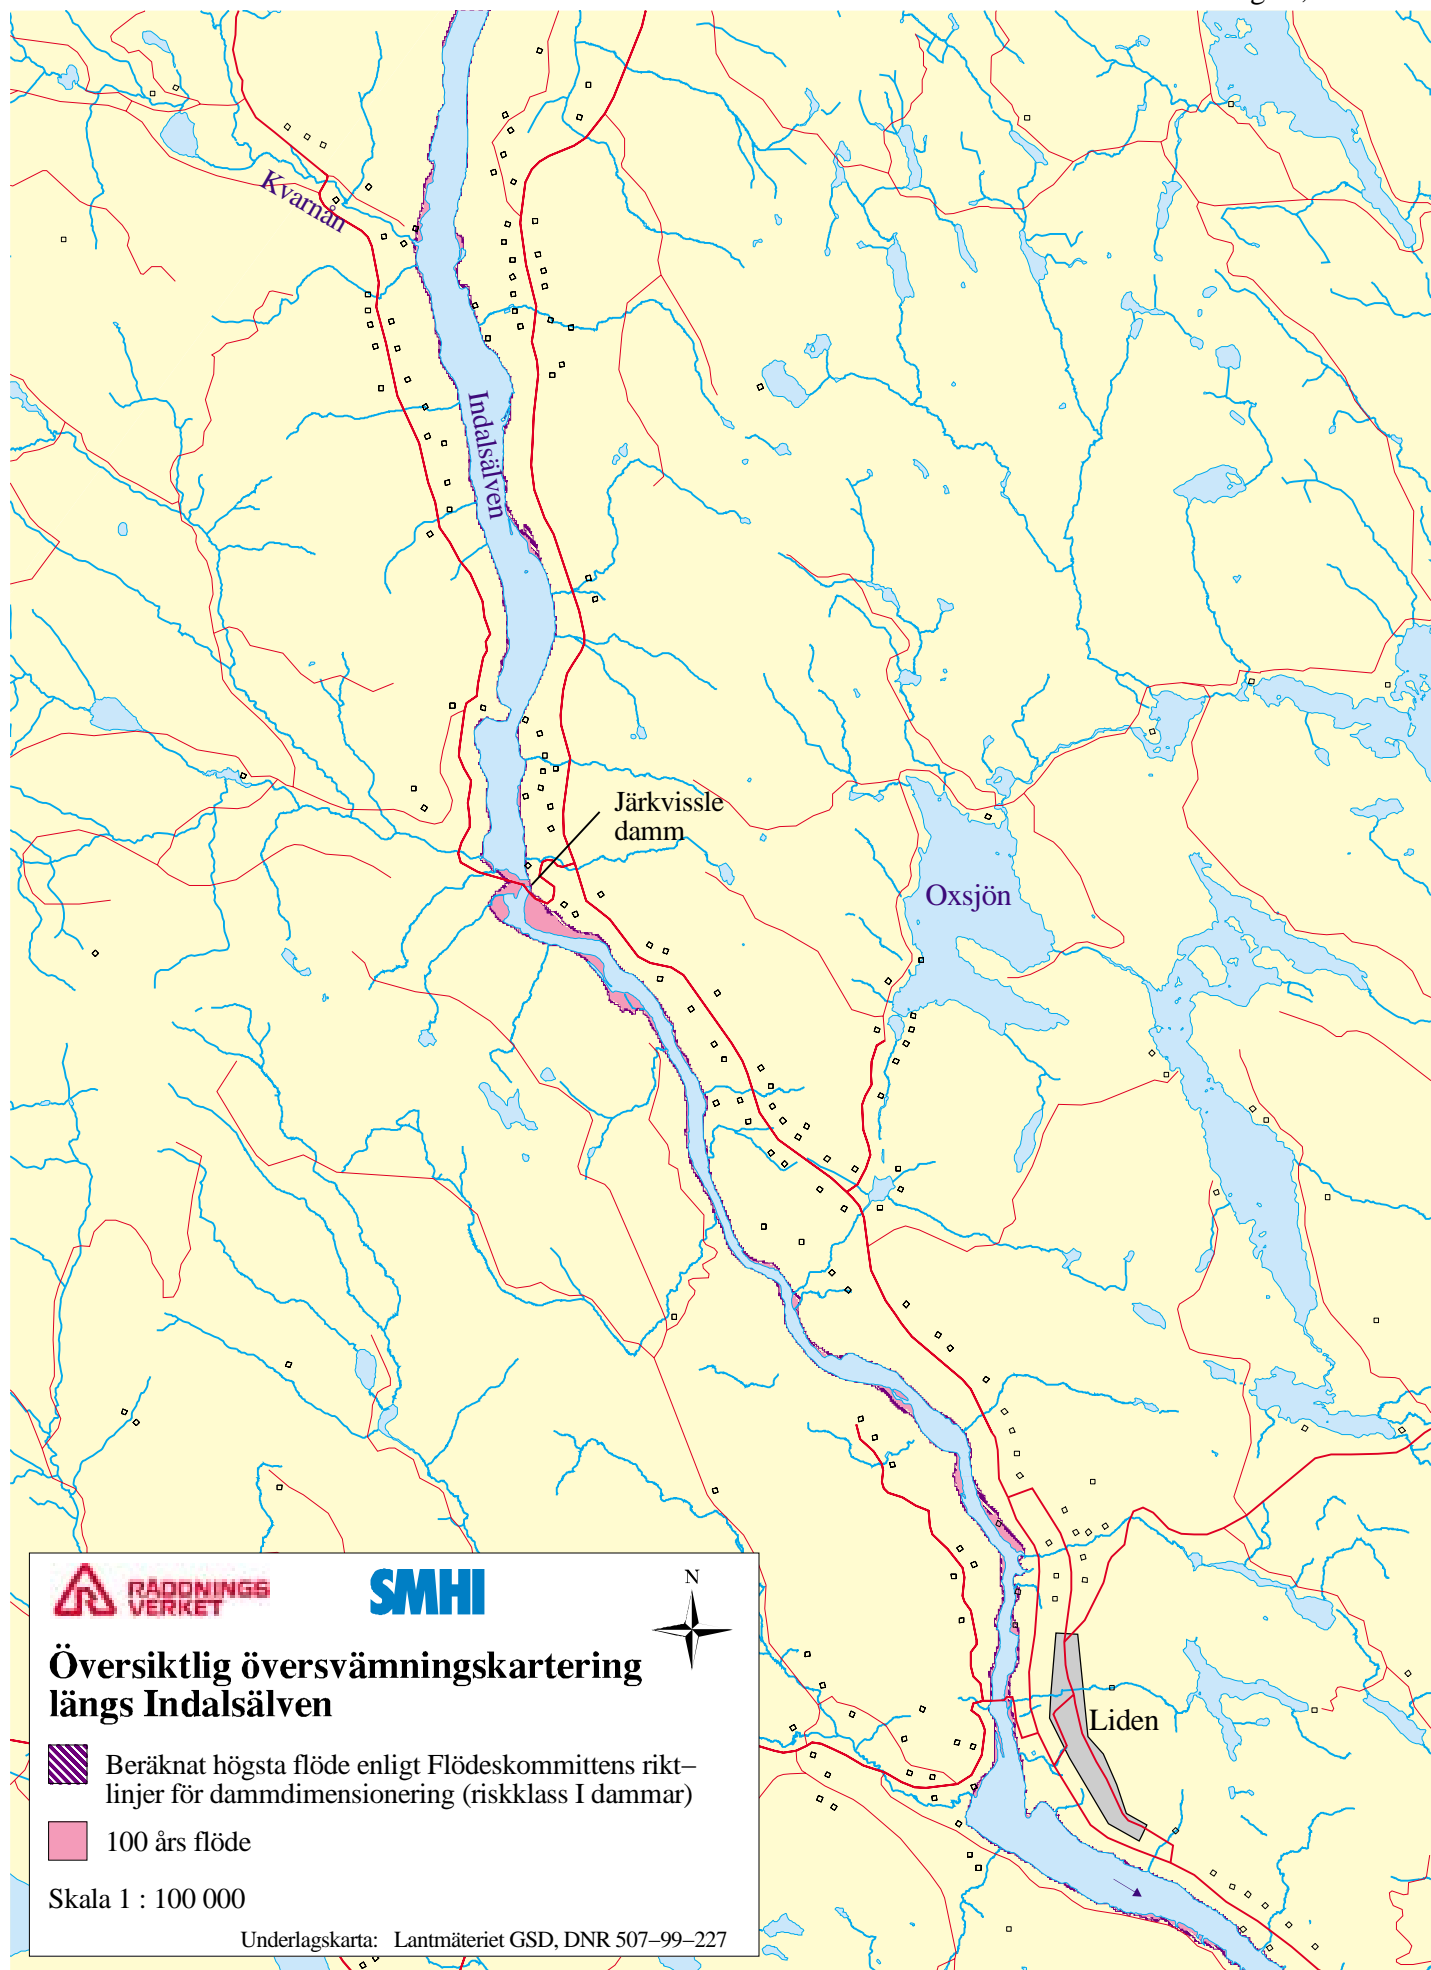 Kvarnån
Indalsälven
Järkvissle
damm
Oxsjön
Liden
RÄDDNINGS
VERKET
SMHI
N
Översiktlig översvämningskartering
längs Indalsälven
Beräknat högsta flöde enligt Flödeskommittens rikt–
linjer för dammdimensionering (riskklass I dammar)
100 års flöde
Skala 1 : 100 000
Underlagskarta: Lantmäteriet GSD, DNR 507–99–227